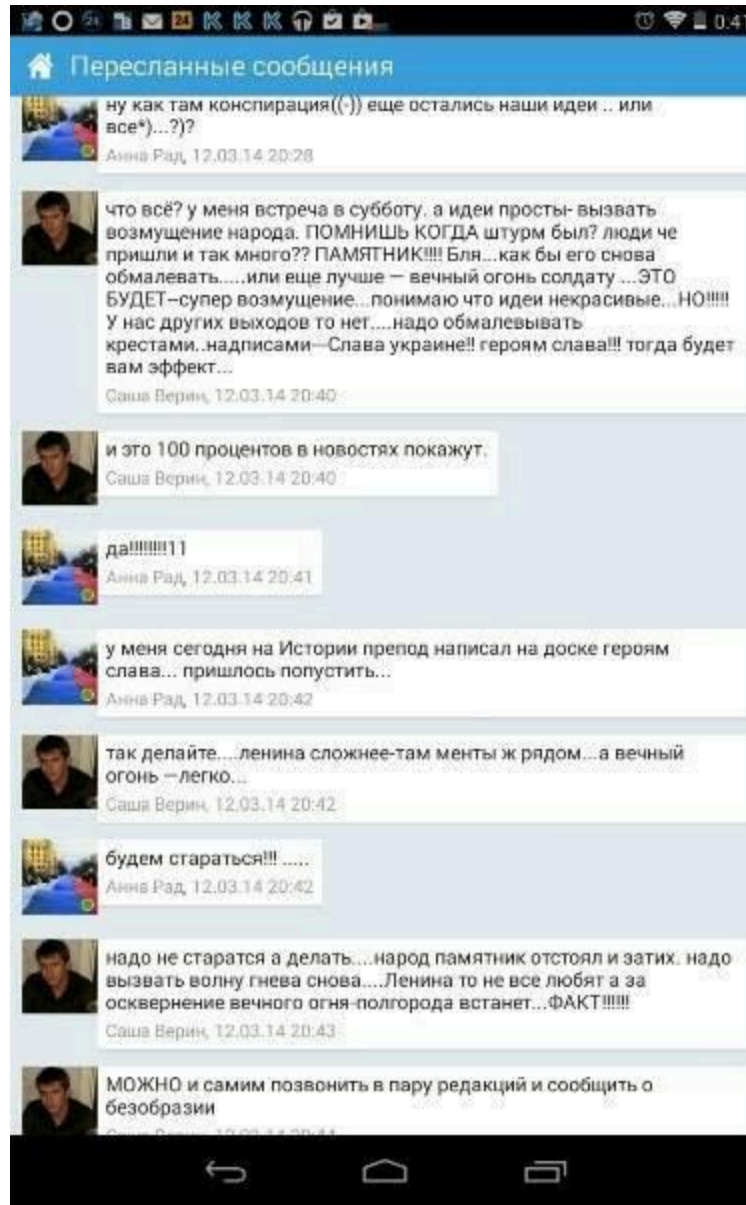 24
0:4
Пересланные сообщения
ну как там конспирация((-)) еще остались наши идеи .. или
все*)...?)?
Анна Рад, 12.03.14 20:28
что всё? у меня встреча в субботу. а идеи просты- вызвать
возмущение народа. ПОМНИШЬ КОГДА штурм был? люди че
пришли и так много?? ПАМЯТНИК!!!! Бля...как бы его снова
обмалевать.....или еще лучше — вечный огонь солдату ....ЭТО
БУДЕТ–супер возмущение...понимаю что идеи некрасивые...НО!!!!!
У нас других выходов то нет....надо обмалевывать
крестами..надписами—Слава украине!! героям слава!!! тогда будет
вам эффект...
Саша Верин, 12.03.14 20:40
и это 100 процентов в новостях покажут.
Саша Верин, 12.03.14 20:40
да!!!!!!!!!11
Анна Рад, 12.03.14 20:41
у меня сегодня на Истории препод написал на доске героям
слава... пришлось попустить...
Анна Рад, 12.03.14 20:42
так делайте....ленина сложнее-там менты ж рядом...а вечный
огонь —легко...
Саша Верин, 12.03.14 20:42
будем стараться!!! .....
Анна Рад, 12.03.14 20:42
надо не старатся а делать....народ памятник отстоял и затих. надо
вызвать волну гнева снова....Ленина то не все любят а за
осквернение вечного огня-полгорода встанет...ФАКТ!!!!!!
Саша Верин, 12.03.14 20:43
МОЖНО и самим позвонить в пару редакций и сообщить о
безобразии